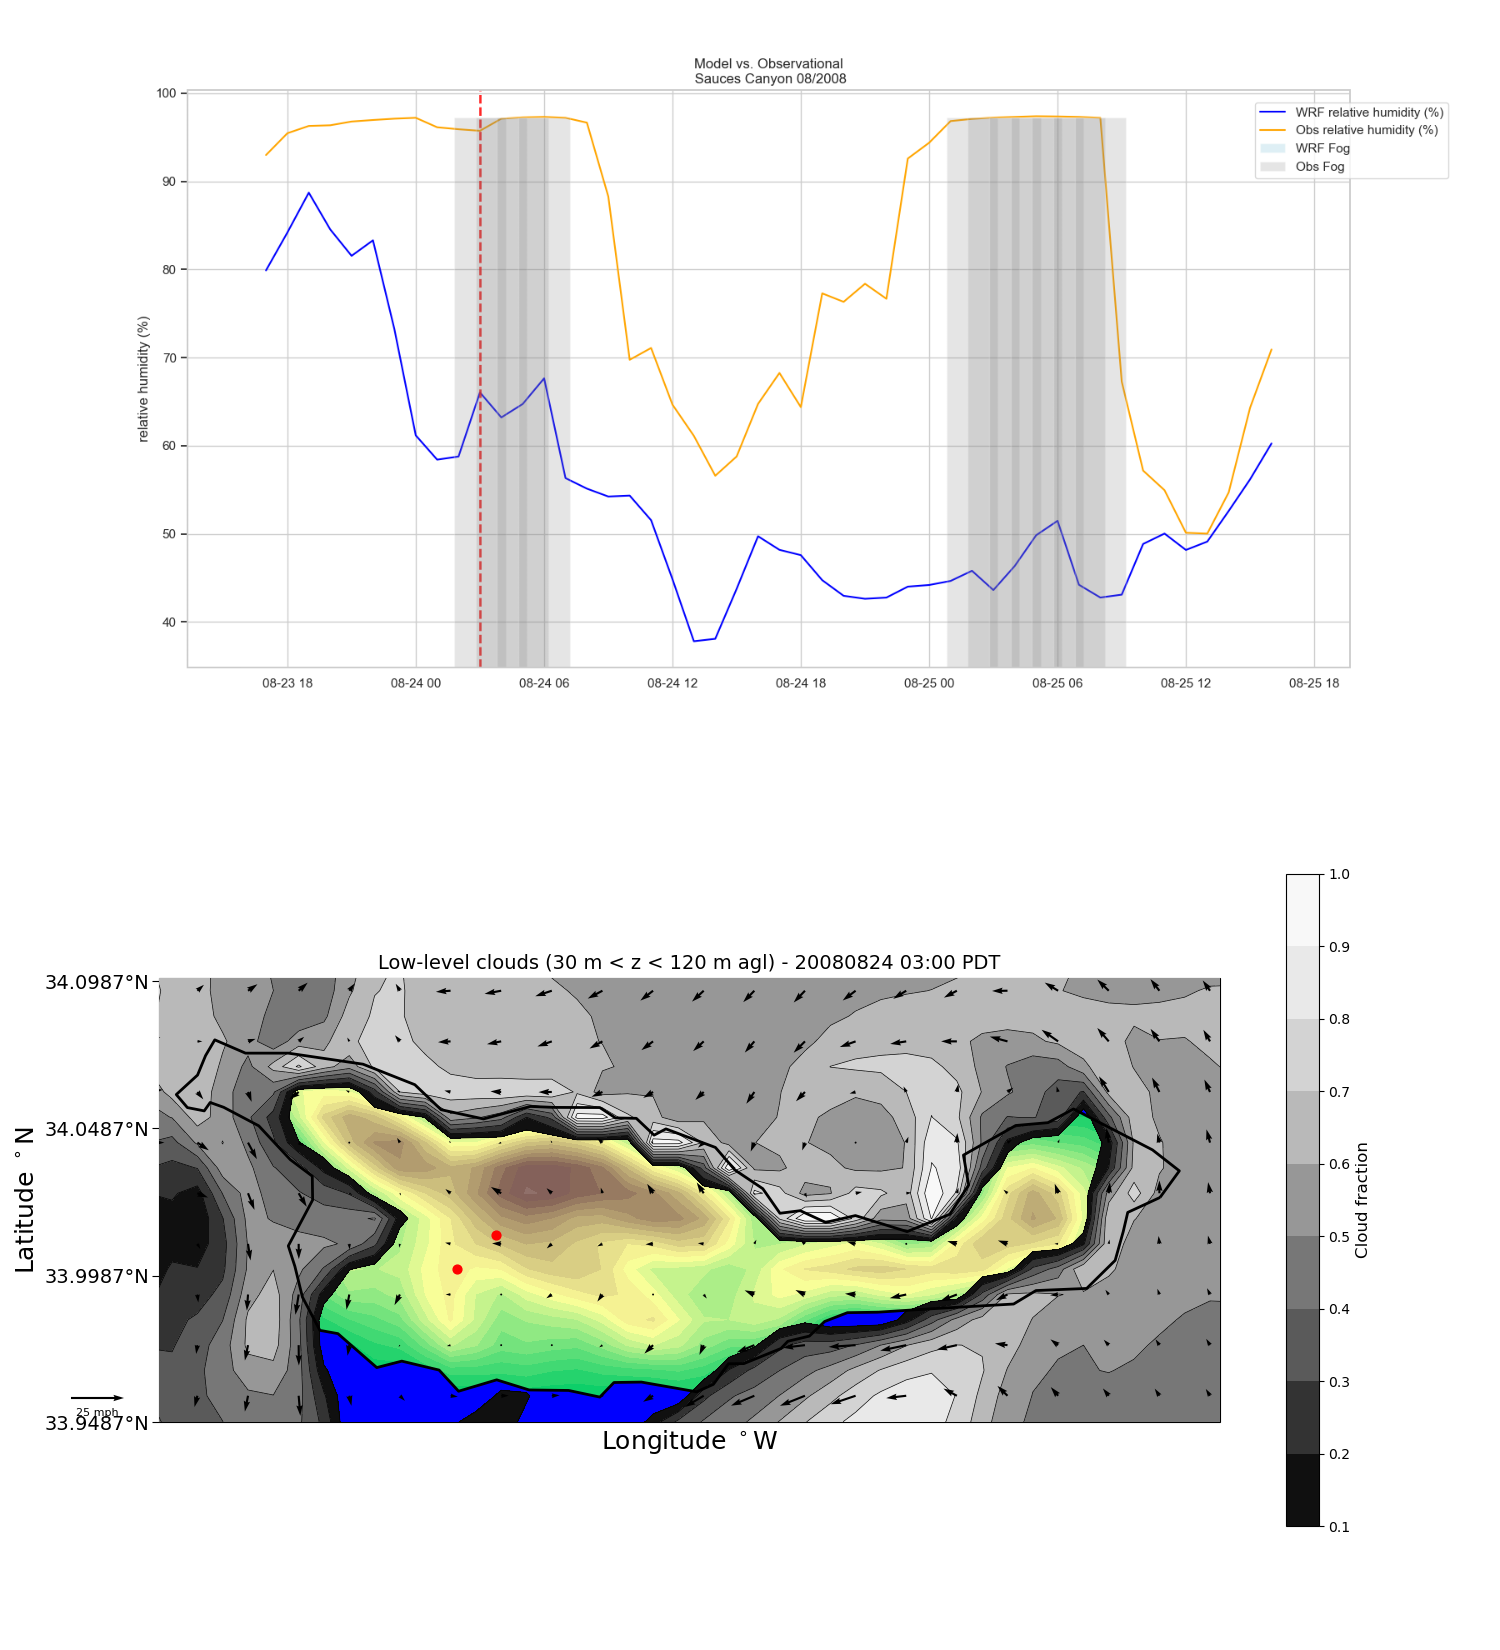 Model vs. Observational
Sauces Canyon 08/2008
100
90
80
70
60
50
40
relative humidity (%)
WRF relative humidity (%)
Obs relative humidity (%)
WRF Fog
Obs Fog
08-23 18
08-24 00
08-24 06
08-24 12
08-24 18
08-25 00
08-25 06
08-25 12
08-25 18
Low-level clouds (30 m < z < 120 m agl) - 20080824 03:00 PDT
34.0987°N
34.0487°N
33.9987°N
33.9487°N
Latitude °N
25 mph
Longitude °W
1.0
0.9
0.8
0.7
0.6
0.5
0.4
0.3
0.2
0.1
Cloud fraction